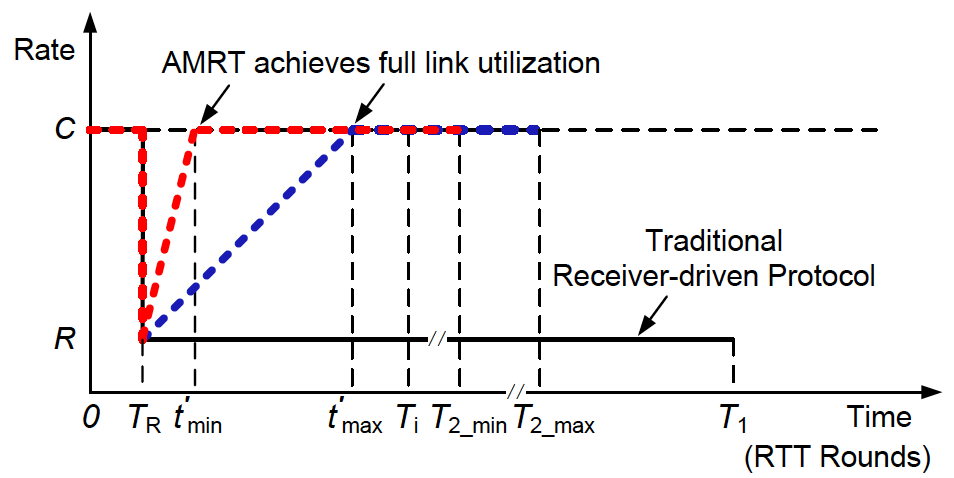 Rate
AMRT achieves full link utilization
C
Traditional
Receiver-driven Protocol
R
//
//
0 T_R t'_min t'_max T_i T_2_min T_2_max T_1 Time
(RTT Rounds)